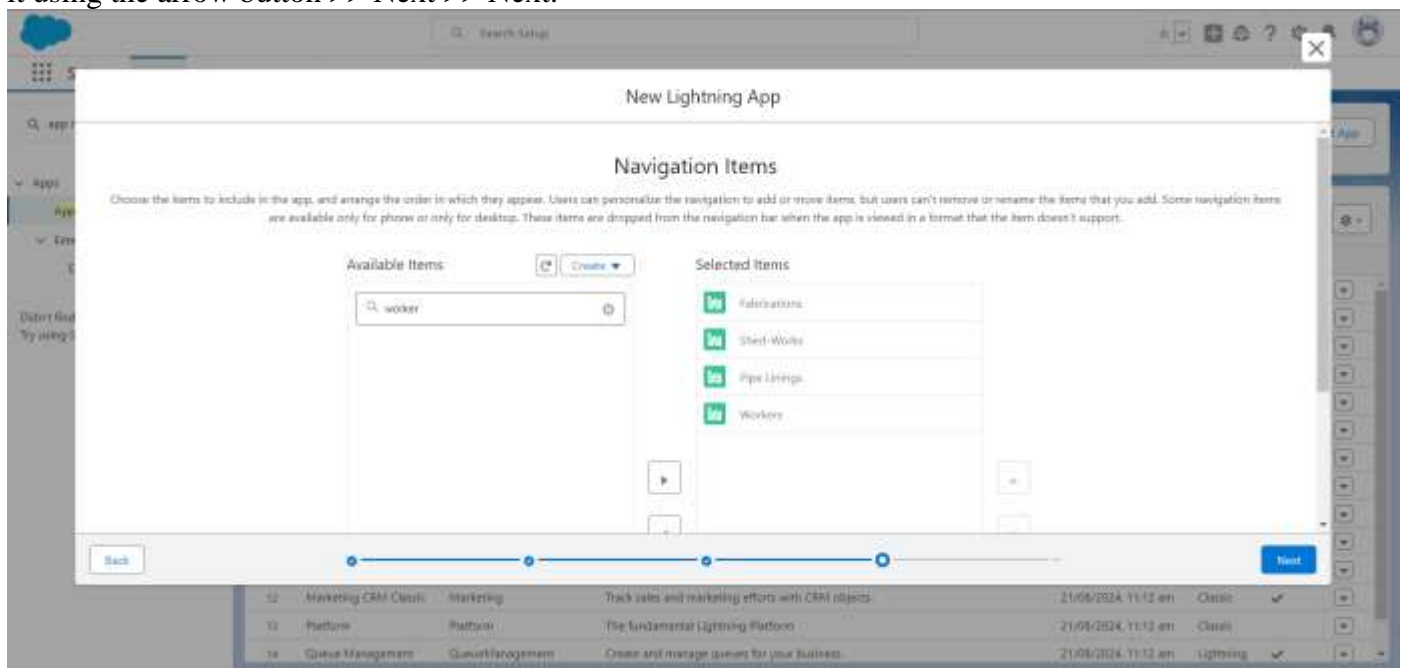 it using the arrow button >> Next >> Next.
Search Setup
New Lightning App
Navigation Items
Apps
Choose the items to include in the app, and arrange the order in which they appear. Users can personalize the navigation to add or move items, but users can't remove or rename the items that you add. Some navigation items
are available only for phone or only for desktop. These items are dropped from the navigation bar when the app is viewed in a format that the item doesn't support.
Available Items
Create
Selected Items
worker
Fabrications
Shed-Works
Pipe Linings
Workers
Back
Next
12 Marketing CRM Classic Marketing Track sales and marketing efforts with CRM objects. 21/08/2024, 11:12 am Classic
13 Platform Platform The fundamental Lightning Platform 21/08/2024, 11:12 am Classic
14 Queue Management QueueManagement Create and manage queues for your business. 21/08/2024, 11:12 am Lightning